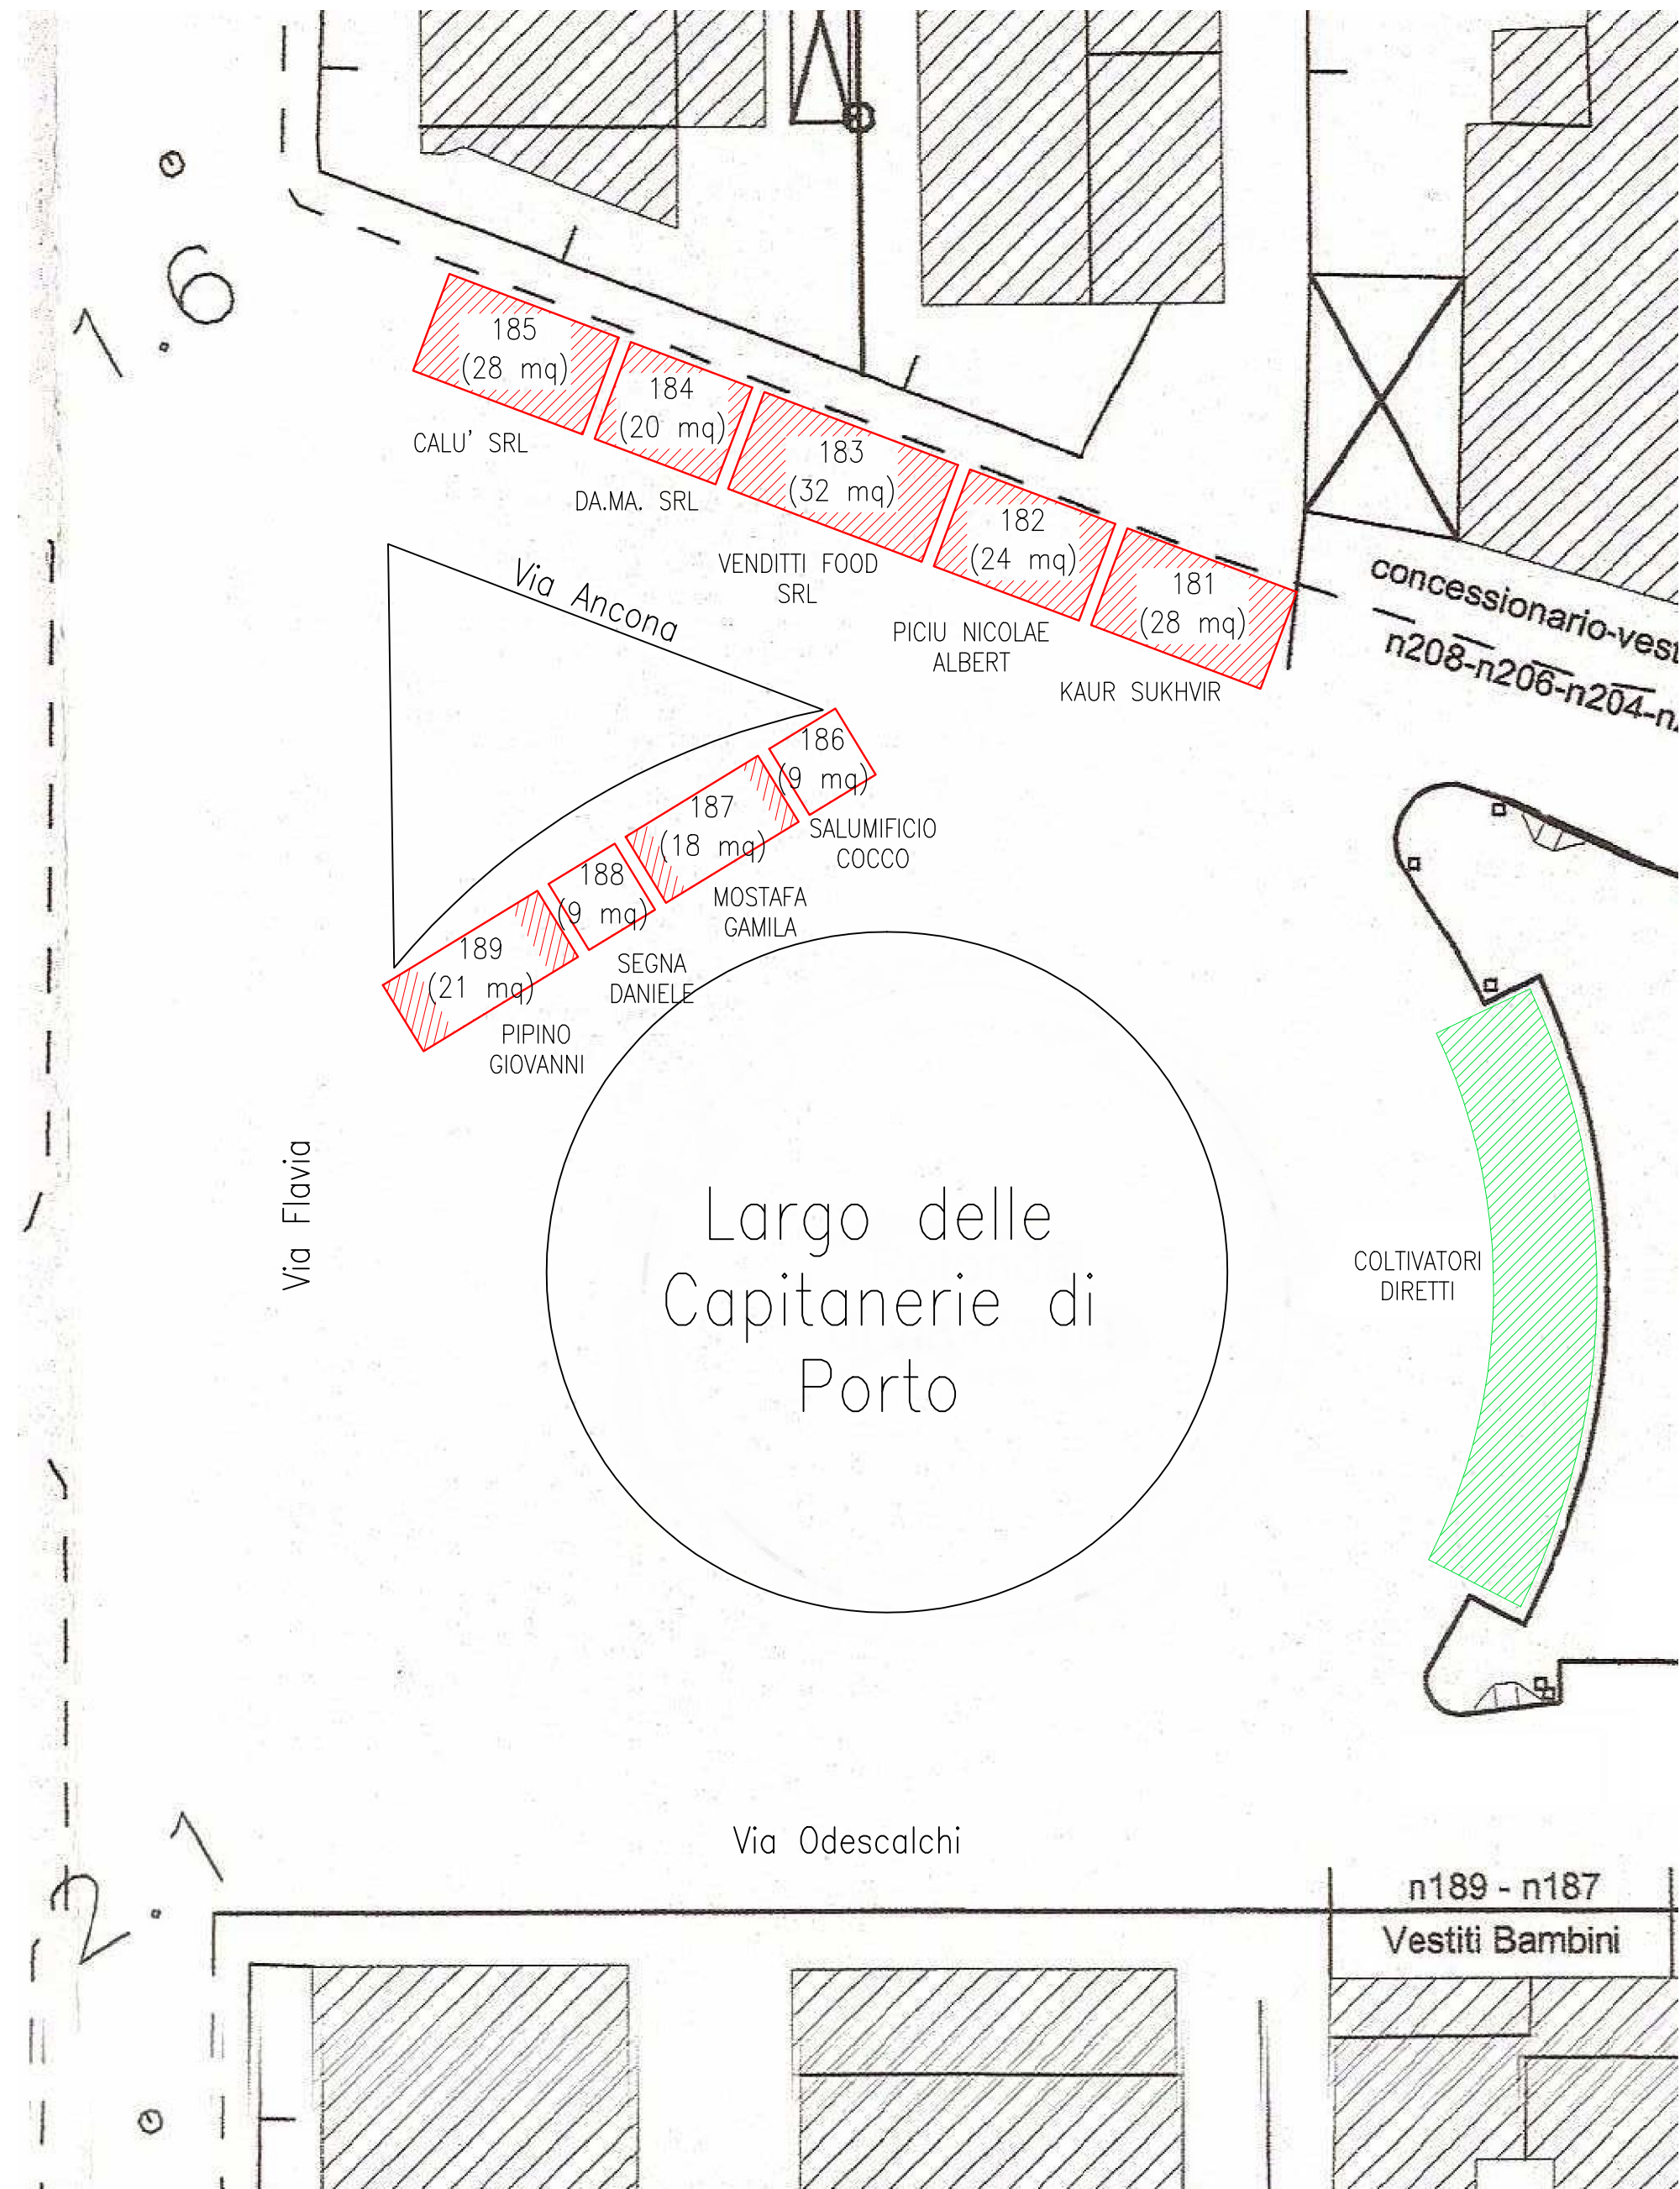 1.6
185
(28 mq)
CALU' SRL
184
(20 mq)
DA.MA. SRL
183
(32 mq)
VENDITTI FOOD
SRL
182
(24 mq)
PICIU NICOLAE
ALBERT
181
(28 mq)
KAUR SUKHVIR
concessionario-vest
n208-n206-n204-n
Via Ancona
186
(9 mq)
SALUMIFICIO
COCCO
187
(18 mq)
MOSTAFA
GAMILA
188
(9 mq)
SEGNA
DANIELE
189
(21 mq)
PIPINO
GIOVANNI
Via Flavia
Largo delle
Capitanerie di
Porto
COLTIVATORI
DIRETTI
Via Odescalchi
2.1
n189 - n187
Vestiti Bambini